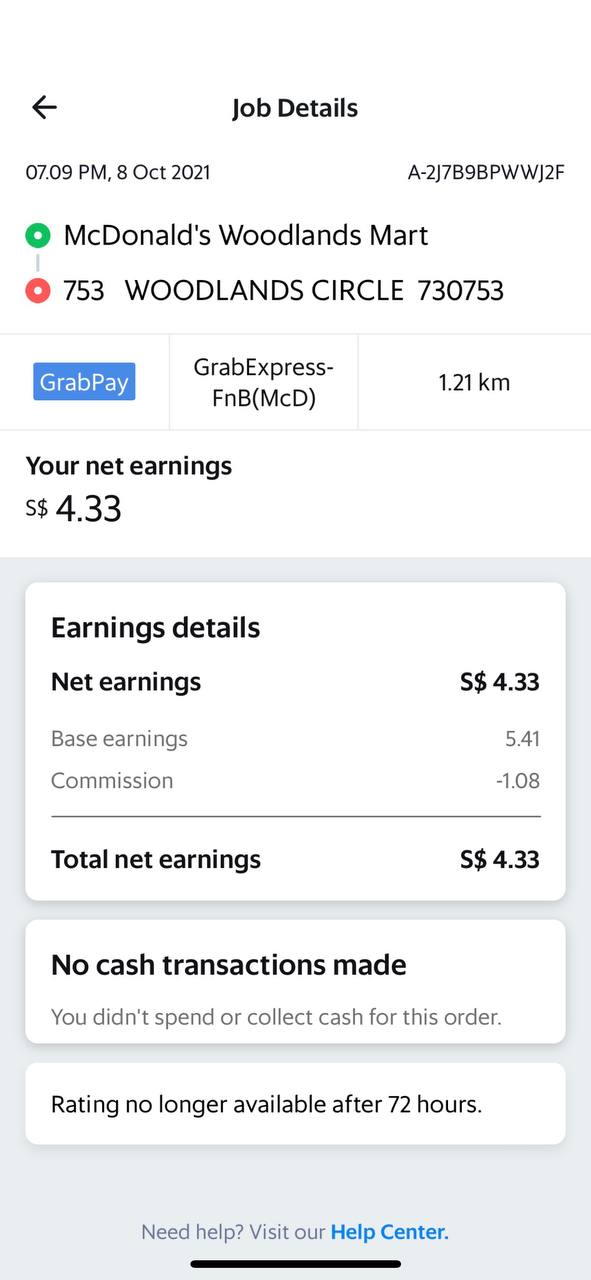 Job Details
07.09 PM, 8 Oct 2021 A-2J7B9BPWWJ2F
McDonald's Woodlands Mart
753 WOODLANDS CIRCLE 730753
GrabPay
GrabExpress-
FnB(McD)
1.21 km
Your net earnings
S$ 4.33
Earnings details
Net earnings S$ 4.33
Base earnings 5.41
Commission -1.08
Total net earnings S$ 4.33
No cash transactions made
You didn't spend or collect cash for this order.
Rating no longer available after 72 hours.
Need help? Visit our Help Center.